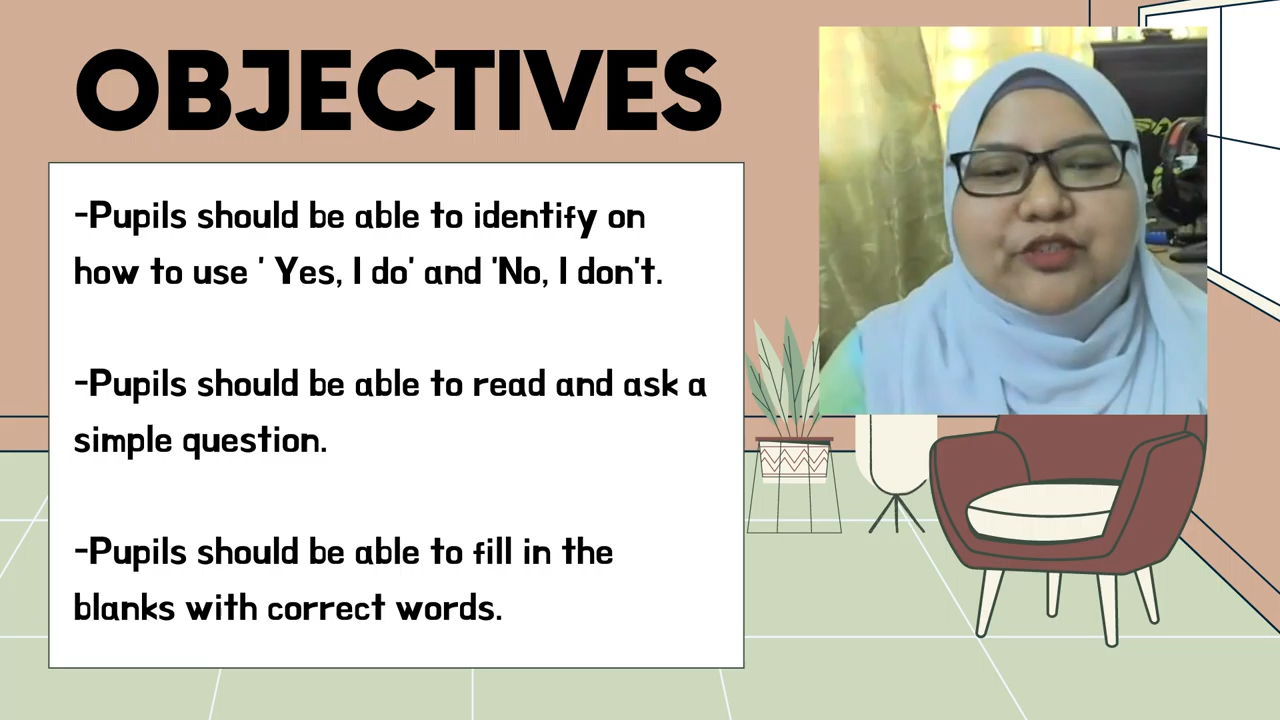 OBJECTIVES
-Pupils should be able to identify on
how to use ' Yes, I do' and 'No, I don't.
-Pupils should be able to read and ask a
simple question.
-Pupils should be able to fill in the
blanks with correct words.